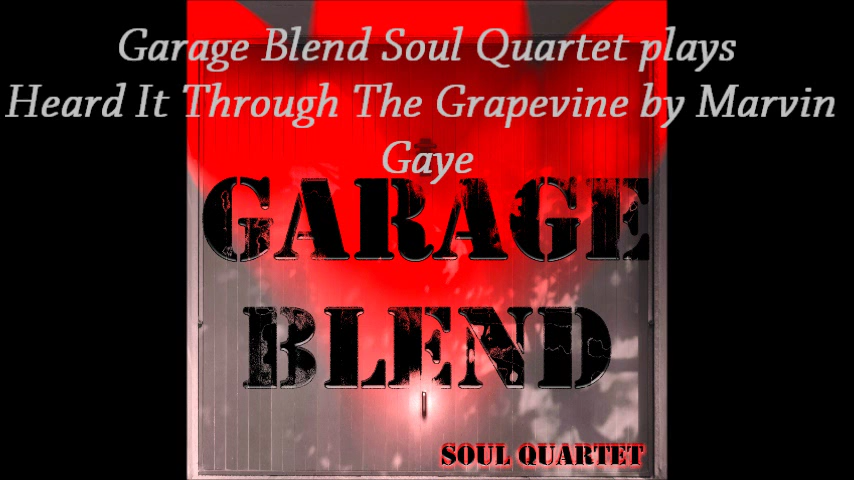 Garage Blend Soul Quartet plays
Heard It Through The Grapevine by Marvin
Gaye
GARAGE
BLEND
SOUL QUARTET